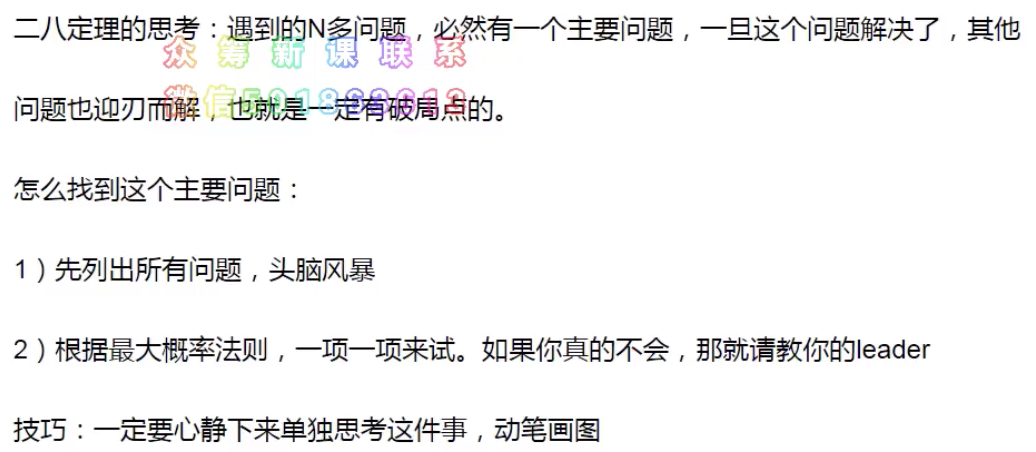 二八定理的思考：遇到的N多问题，必然有一个主要问题，一旦这个问题解决了，其他
众筹新课联系
问题也迎刃而解，也就是一定有破局点的。
怎么找到这个主要问题：
1）先列出所有问题，头脑风暴
2）根据最大概率法则，一项一项来试。如果你真的不会，那就请教你的leader
技巧：一定要心静下来单独思考这件事，动笔画图